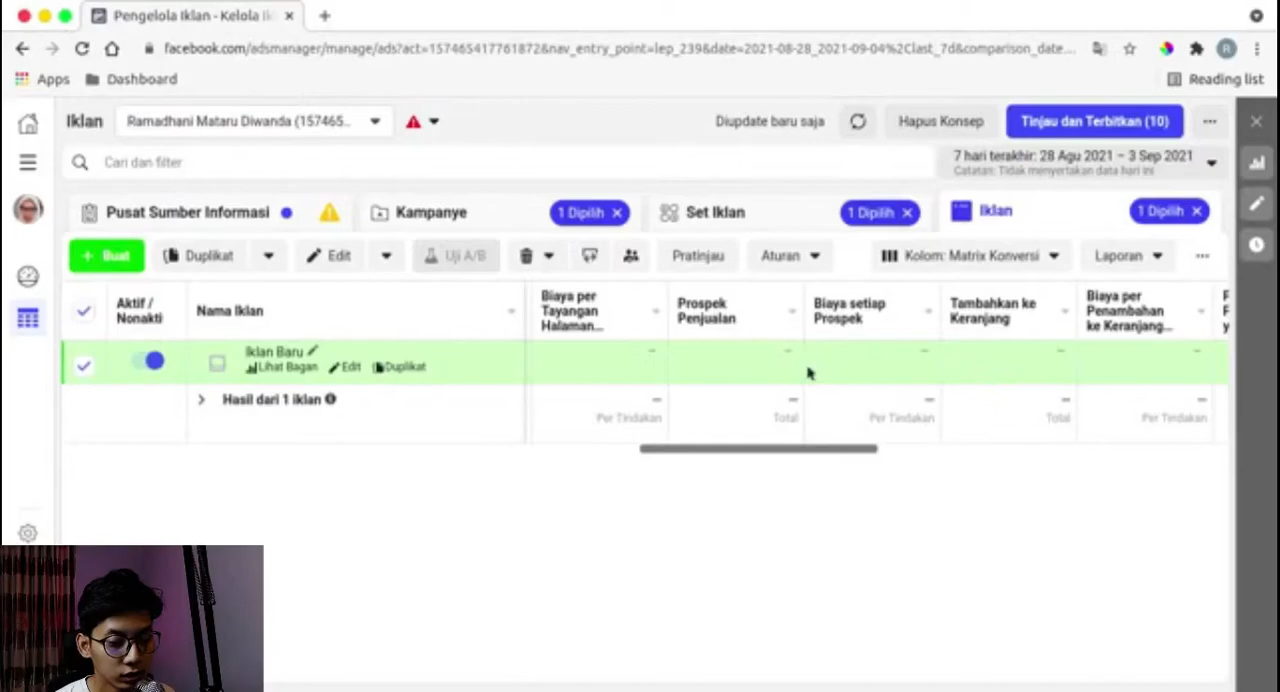 Pengelola Iklan - Kelola Ik
facebook.com/adsmanager/manage/ads?act=157465417761872&nav_entry_point=lep_239&date=2021-08-28_2021-09-04%2Clast_7d&comparison_date...
R
Apps Dashboard Reading list
Iklan Ramadhani Mataru Diwanda (157465... Diupdate baru saja Hapus Konsep Tinjau dan Terbitkan (10)
Cari dan filter
7 hari terakhir: 28 Agu 2021 – 3 Sep 2021
Catatan: Tidak menyertakan data hari ini
Pusat Sumber Informasi Kampanye 1 Dipilih Set Iklan 1 Dipilih Iklan 1 Dipilih
+ Buat Duplikat Edit Uji A/B Pratinjau Aturan Kolom: Matrix Konversi Laporan
Aktif / Nonakti
Nama Iklan
Biaya per Tayangan Halaman...
Prospek Penjualan
Biaya setiap Prospek
Tambahkan ke Keranjang
Biaya per Penambahan ke Keranjang...
Iklan Baru
Lihat Bagan Edit Duplikat
Hasil dari 1 iklan
Per Tindakan Total Per Tindakan Total Per Tindakan